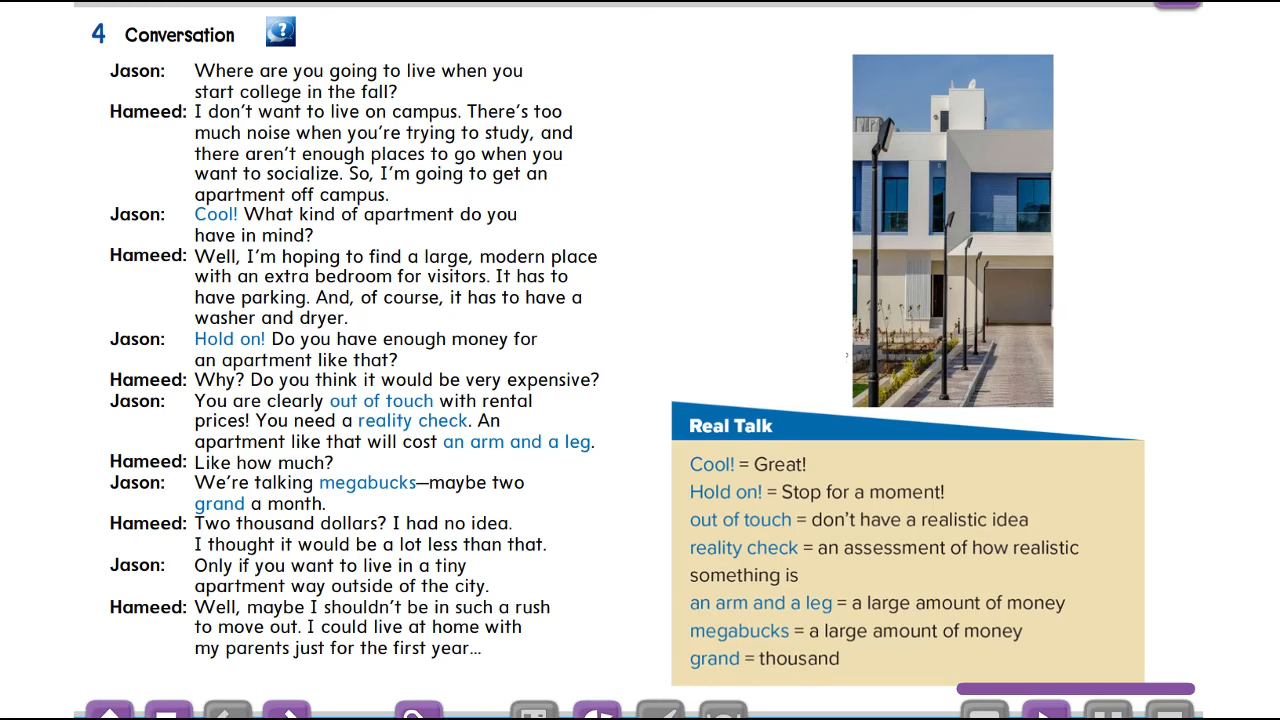 4 Conversation
Jason: Where are you going to live when you
start college in the fall?
Hameed: I don't want to live on campus. There's too
much noise when you're trying to study, and
there aren't enough places to go when you
want to socialize. So, I'm going to get an
apartment off campus.
Jason: Cool! What kind of apartment do you
have in mind?
Hameed: Well, I'm hoping to find a large, modern place
with an extra bedroom for visitors. It has to
have parking. And, of course, it has to have a
washer and dryer.
Jason: Hold on! Do you have enough money for
an apartment like that?
Hameed: Why? Do you think it would be very expensive?
Jason: You are clearly out of touch with rental
prices! You need a reality check. An
apartment like that will cost an arm and a leg.
Hameed: Like how much?
Jason: We're talking megabucks—maybe two
grand a month.
Hameed: Two thousand dollars? I had no idea.
I thought it would be a lot less than that.
Jason: Only if you want to live in a tiny
apartment way outside of the city.
Hameed: Well, maybe I shouldn't be in such a rush
to move out. I could live at home with
my parents just for the first year...
Real Talk
Cool! = Great!
Hold on! = Stop for a moment!
out of touch = don't have a realistic idea
reality check = an assessment of how realistic
something is
an arm and a leg = a large amount of money
megabucks = a large amount of money
grand = thousand